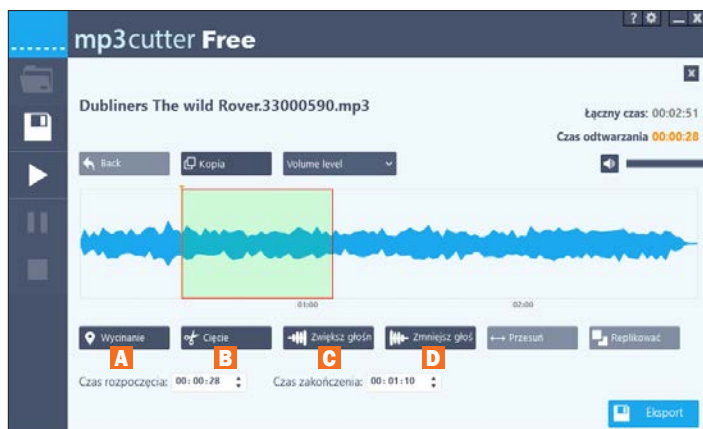 ? _ X
mp3cutter Free
X
Dubliners The wild Rover.33000590.mp3
Łączny czas: 00:02:51
Czas odtwarzania 00:00:28
Back Kopia Volume level
01:00 02:00
Wycinanie Cięcie Zwiększ głośn Zmniejsz głoś Przesuń Replikować
A B C D
Czas rozpoczęcia: 00:00:28 Czas zakończenia: 00:01:10
Eksport